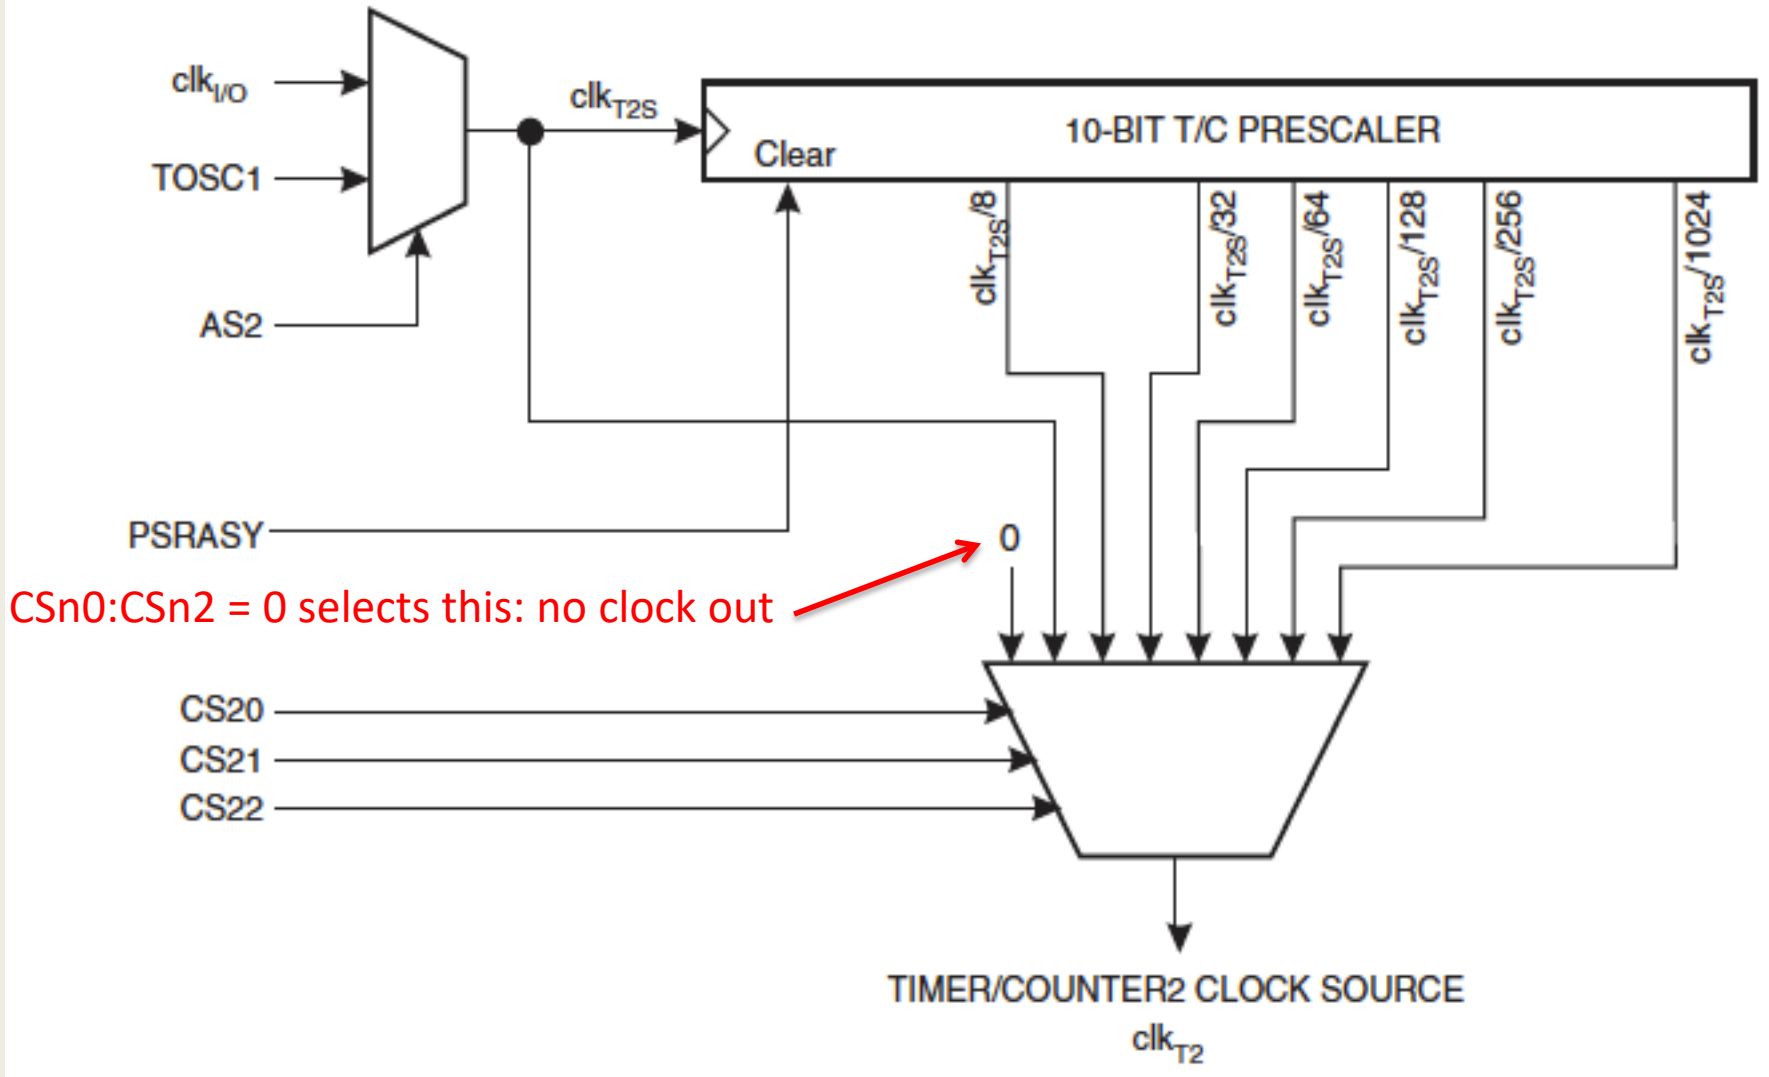 clkI/O
clkT2S
TOSC1
10-BIT T/C PRESCALER
Clear
clkT2S/8
clkT2S/32
clkT2S/64
clkT2S/128
clkT2S/256
clkT2S/1024
AS2
PSRASY
0
CSn0:CSn2 = 0 selects this: no clock out
CS20
CS21
CS22
TIMER/COUNTER2 CLOCK SOURCE
clkT2